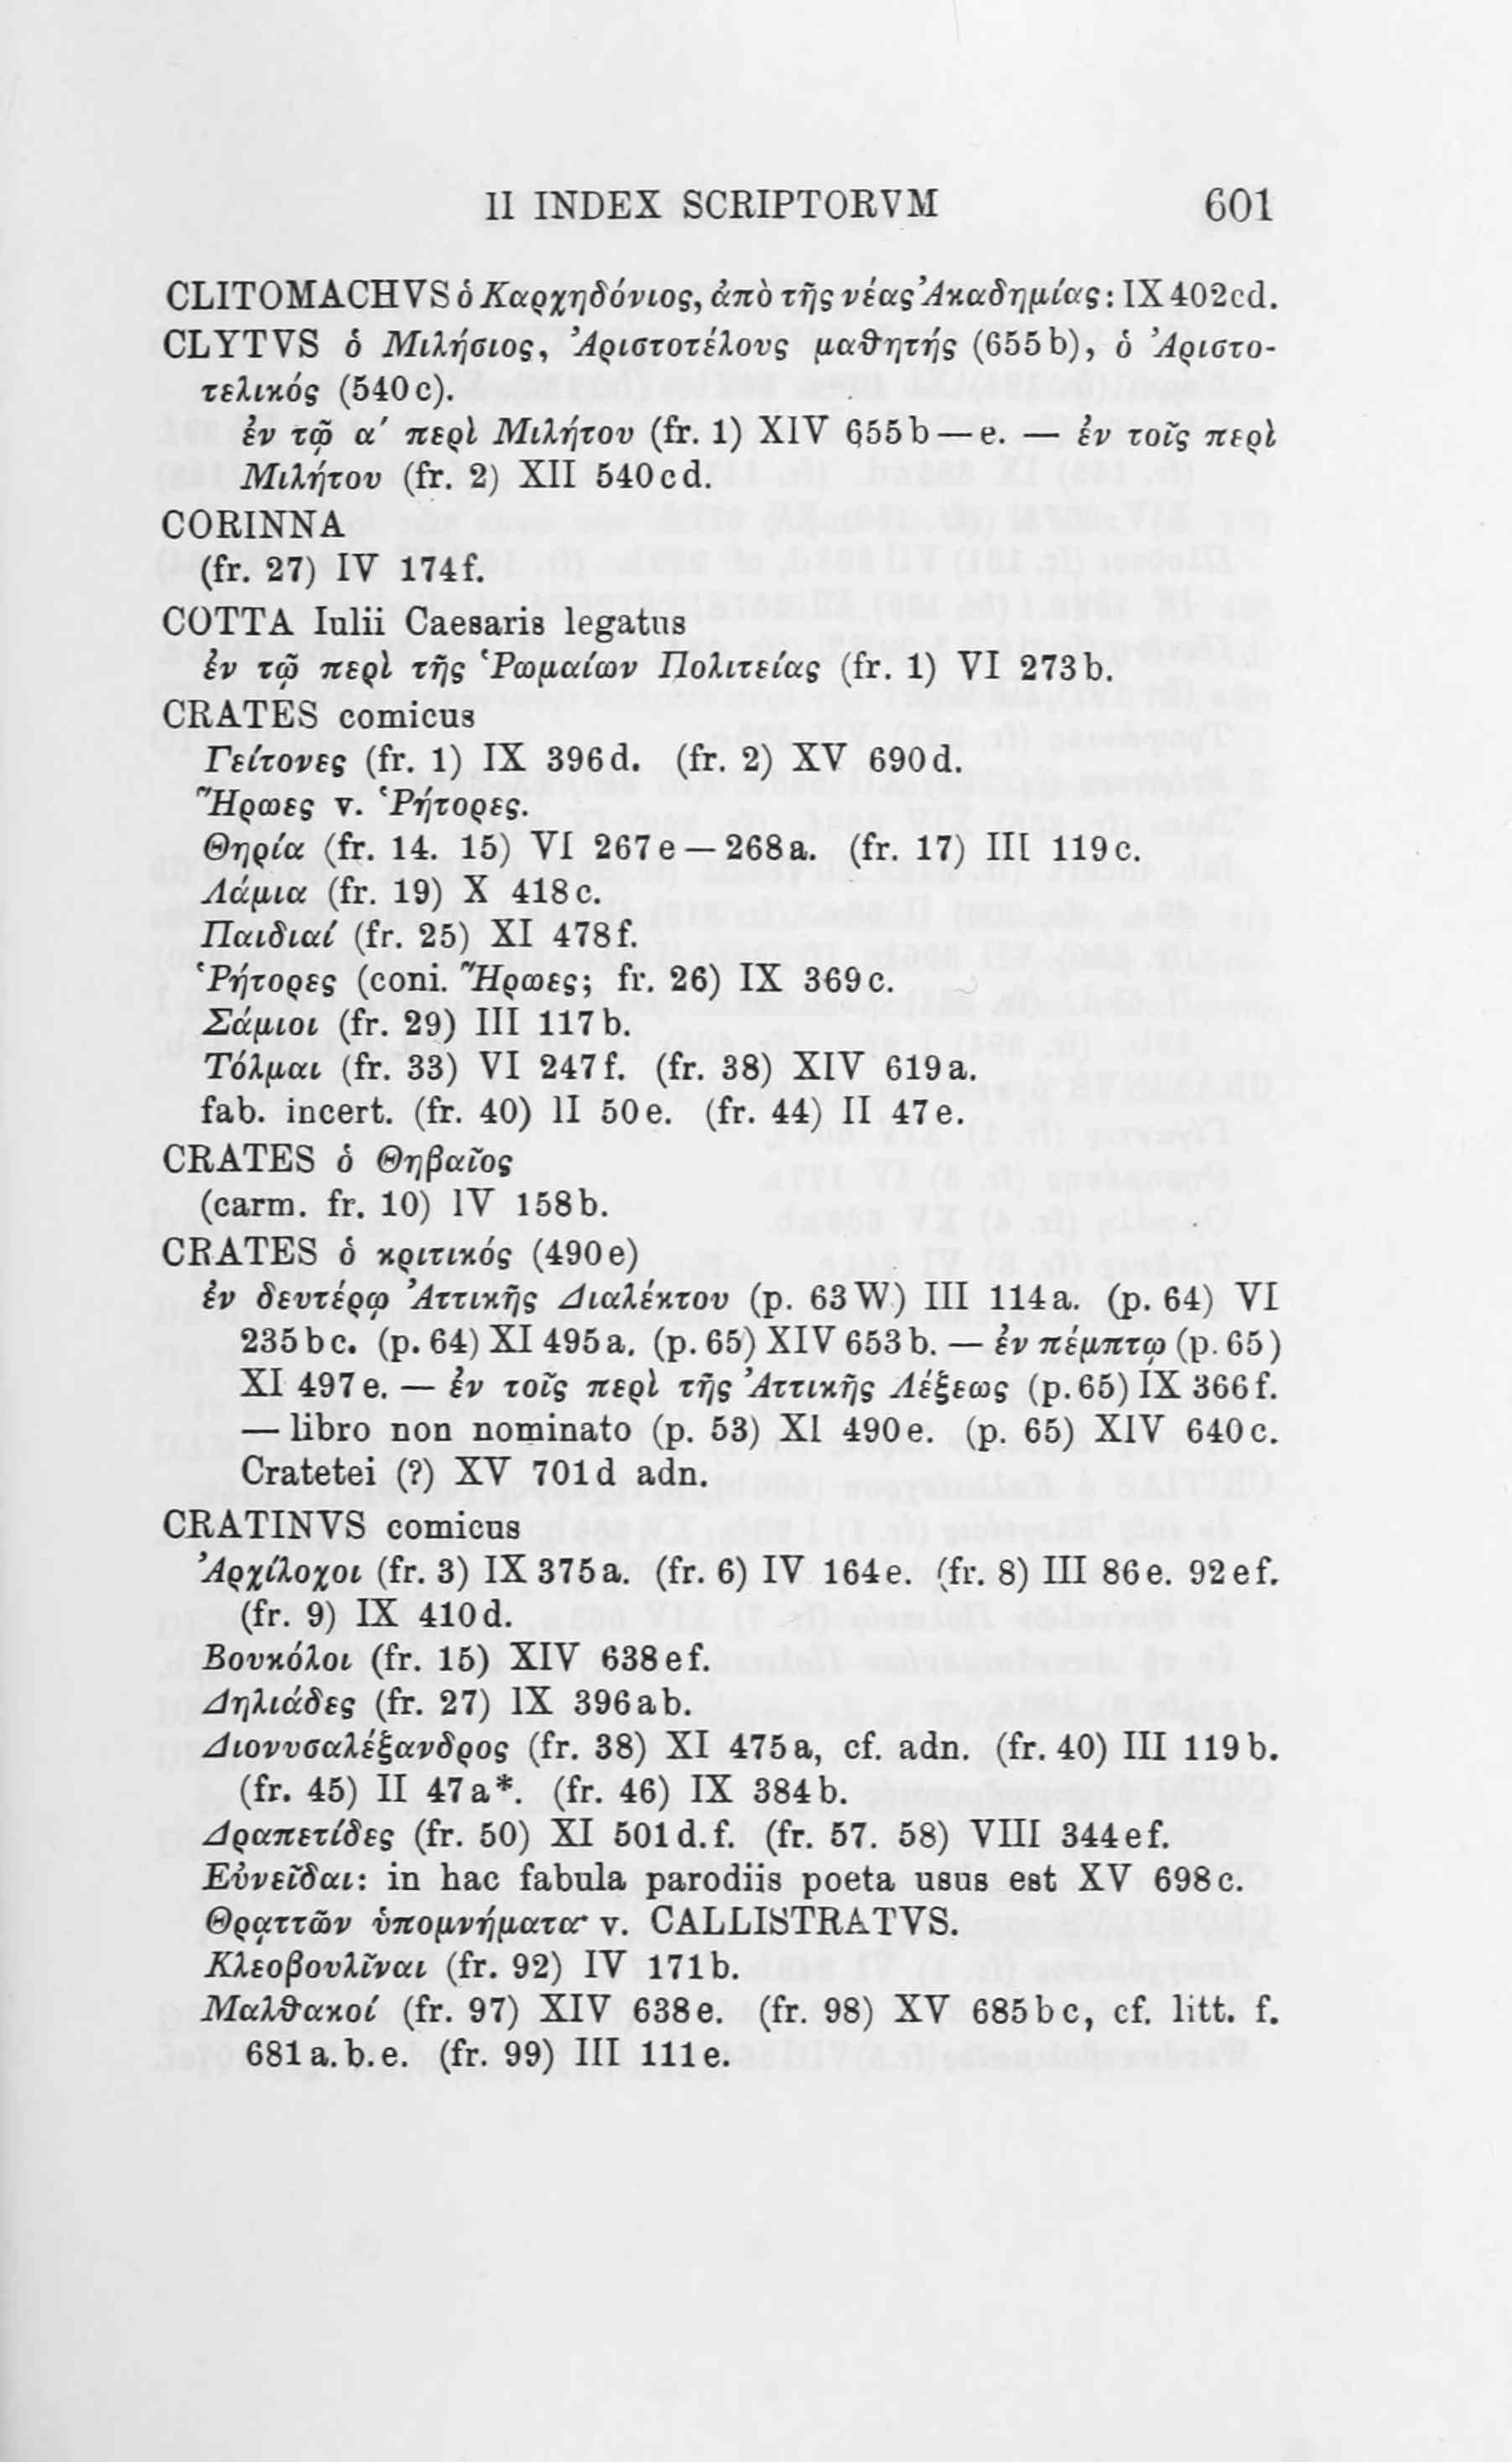 II INDEX SCRIPTORVM 601
CLITOMACHVS ὁ Καρχηδόνιος, ἀπὸ τῆς νέας Ἀκαδημίας: IX 402cd.
CLYTVS ὁ Μιλήσιος, Ἀριστοτέλους μαθητής (655b), ὁ Ἀριστο-
τελικός (540c).
ἐν τῷ α′ περὶ Μιλήτου (fr. 1) XIV 655b—e. — ἐν τοῖς περὶ
Μιλήτου (fr. 2) XII 540cd.
CORINNA
(fr. 27) IV 174f.
COTTA Iulii Caesaris legatus
ἐν τῷ περὶ τῆς Ῥωμαίων Πολιτείας (fr. 1) VI 273b.
CRATES comicus
Γείτονες (fr. 1) IX 396d. (fr. 2) XV 690d.
Ἥρωες v. Ῥήτορες.
Θηρία (fr. 14. 15) VI 267e—268a. (fr. 17) III 119c.
Λάμια (fr. 19) X 418c.
Παιδιαί (fr. 25) XI 478f.
Ῥήτορες (coni. Ἥρωες; fr. 26) IX 369c.
Σάμιοι (fr. 29) III 117b.
Τόλμαι (fr. 33) VI 247f. (fr. 38) XIV 619a.
fab. incert. (fr. 40) II 50e. (fr. 44) II 47e.
CRATES ὁ Θηβαῖος
(carm. fr. 10) IV 158b.
CRATES ὁ κριτικός (490e)
ἐν δευτέρῳ Ἀττικῆς Διαλέκτου (p. 63W) III 114a. (p. 64) VI
235bc. (p. 64) XI 495a. (p. 65) XIV 653b. — ἐν πέμπτῳ (p. 65)
XI 497e. — ἐν τοῖς περὶ τῆς Ἀττικῆς Λέξεως (p. 65) IX 366f.
— libro non nominato (p. 53) XI 490e. (p. 65) XIV 640c.
Cratetei (?) XV 701d adn.
CRATINVS comicus
Ἀρχίλοχοι (fr. 3) IX 375a. (fr. 6) IV 164e. (fr. 8) III 86e. 92ef.
(fr. 9) IX 410d.
Βουκόλοι (fr. 15) XIV 638ef.
Δηλιάδες (fr. 27) IX 396ab.
Διονυσαλέξανδρος (fr. 38) XI 475a, cf. adn. (fr. 40) III 119b.
(fr. 45) II 47a*. (fr. 46) IX 384b.
Δραπετίδες (fr. 50) XI 501d.f. (fr. 57. 58) VIII 344ef.
Εὐνεῖδαι: in hac fabula parodiis poeta usus est XV 698c.
Θρᾳττῶν ὑπομνήματα v. CALLISTRATVS.
Κλεοβουλῖναι (fr. 92) IV 171b.
Μαλθακοί (fr. 97) XIV 638e. (fr. 98) XV 685bc, cf. litt. f.
681a.b.e. (fr. 99) III 111e.